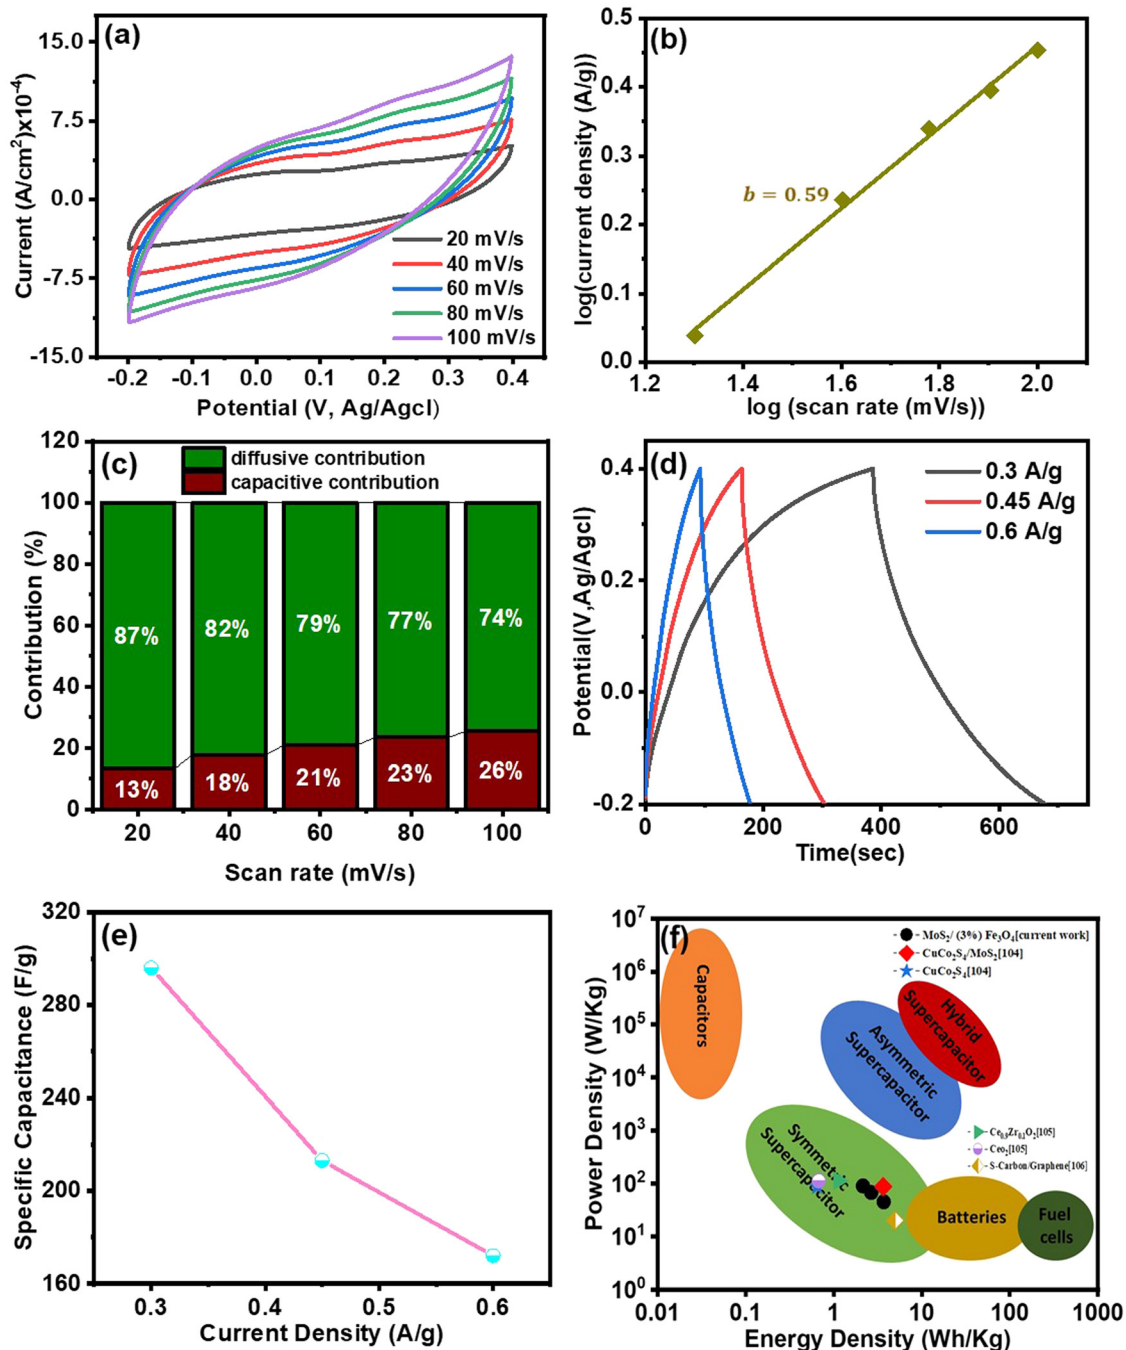 (a)
15.0
7.5
0.0
-7.5
-15.0
Current (A/cm²)x10⁻⁴
20 mV/s
40 mV/s
60 mV/s
80 mV/s
100 mV/s
-0.2 -0.1 0.0 0.1 0.2 0.3 0.4
Potential (V, Ag/Agcl)
(b)
0.5
0.4
0.3
0.2
0.1
0.0
log(current density (A/g))
b = 0.59
1.2 1.4 1.6 1.8 2.0
log (scan rate (mV/s))
(c)
diffusive contribution
capacitive contribution
120
100
80
60
40
20
0
Contribution (%)
87% 82% 79% 77% 74%
13% 18% 21% 23% 26%
20 40 60 80 100
Scan rate (mV/s)
(d)
0.4
0.2
0.0
-0.2
Potential(V,Ag/Agcl)
0.3 A/g
0.45 A/g
0.6 A/g
0 200 400 600
Time(sec)
(e)
320
280
240
200
160
Specific Capacitance (F/g)
0.3 0.4 0.5 0.6
Current Density (A/g)
(f)
10⁷
10⁶
10⁵
10⁴
10³
10²
10¹
10⁰
Power Density (W/Kg)
MoS₂/ (3%) Fe₃O₄[current work]
CuCo₂S₄/MoS₂[104]
CuCo₂S₄[104]
Capacitors
Hybrid
Supercapacitor
Asymmetric
Supercapacitor
Symmetric
Supercapacitor
Ce₀.₉Zr₀.₁O₂[105]
Ceo₂[105]
S-Carbon/Graphene[106]
Batteries
Fuel
cells
0.01 0.1 1 10 100 1000
Energy Density (Wh/Kg)